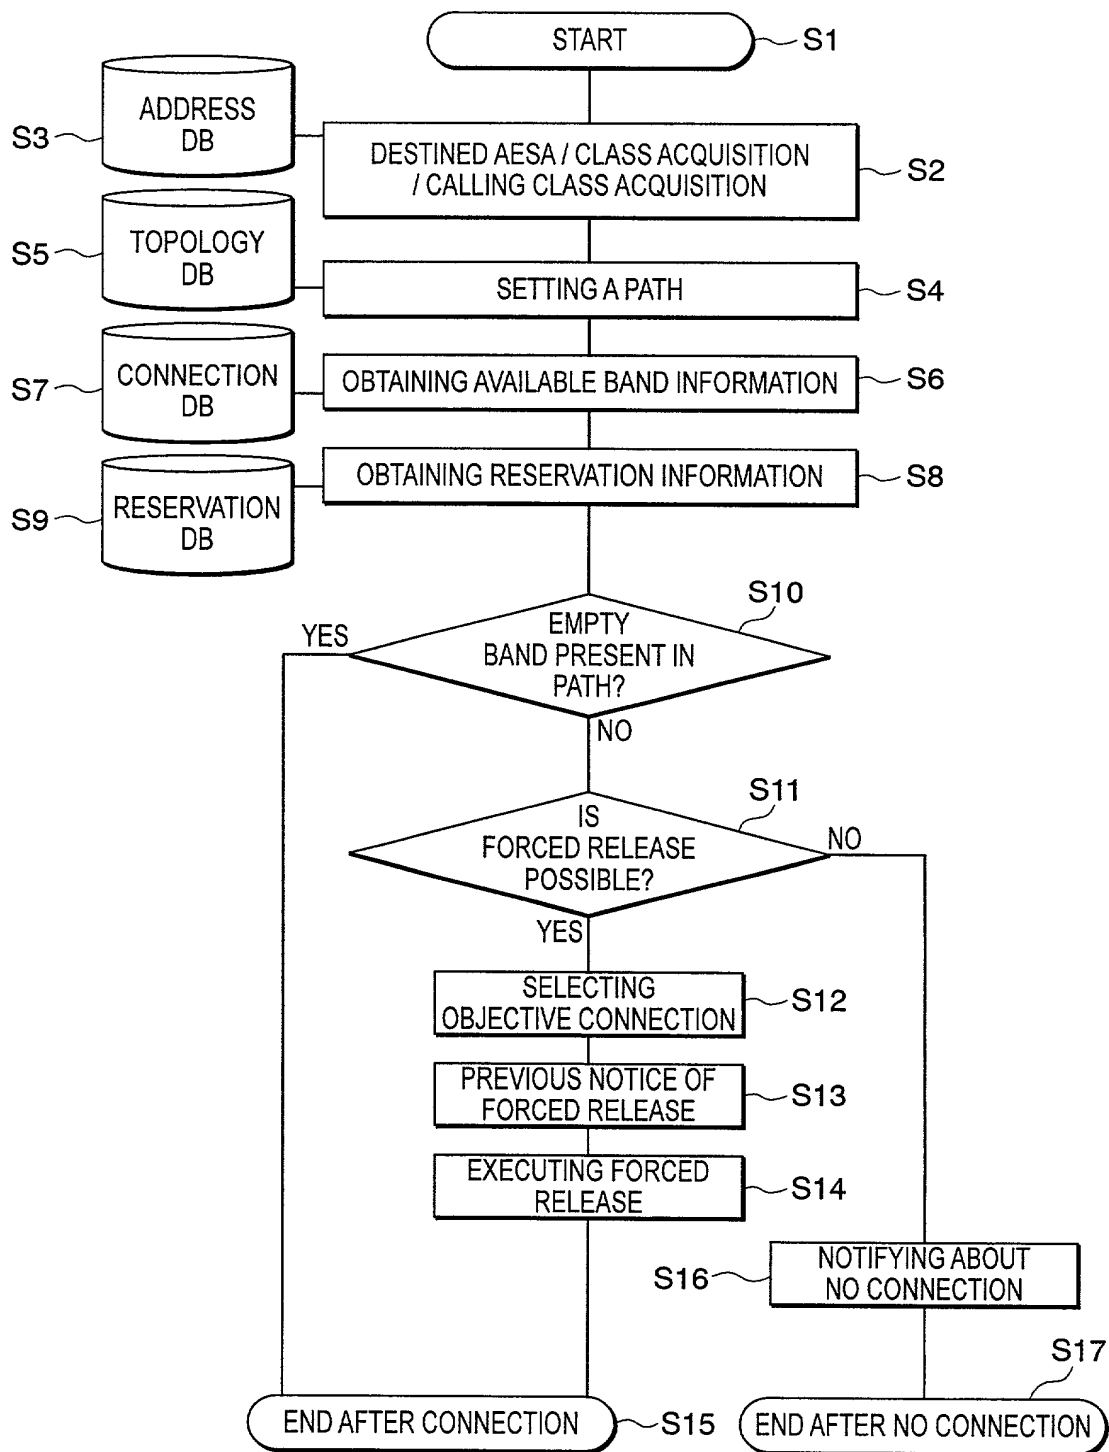 START
S1
ADDRESS
DB
S3
DESTINED AESA / CLASS ACQUISITION
/ CALLING CLASS ACQUISITION
S2
TOPOLOGY
DB
S5
SETTING A PATH
S4
CONNECTION
DB
S7
OBTAINING AVAILABLE BAND INFORMATION
S6
RESERVATION
DB
S9
OBTAINING RESERVATION INFORMATION
S8
S10
EMPTY
BAND PRESENT IN
PATH?
YES
NO
S11
IS
FORCED RELEASE
POSSIBLE?
NO
YES
SELECTING
OBJECTIVE CONNECTION
S12
PREVIOUS NOTICE OF
FORCED RELEASE
S13
EXECUTING FORCED
RELEASE
S14
S16
NOTIFYING ABOUT
NO CONNECTION
S17
END AFTER CONNECTION
S15
END AFTER NO CONNECTION